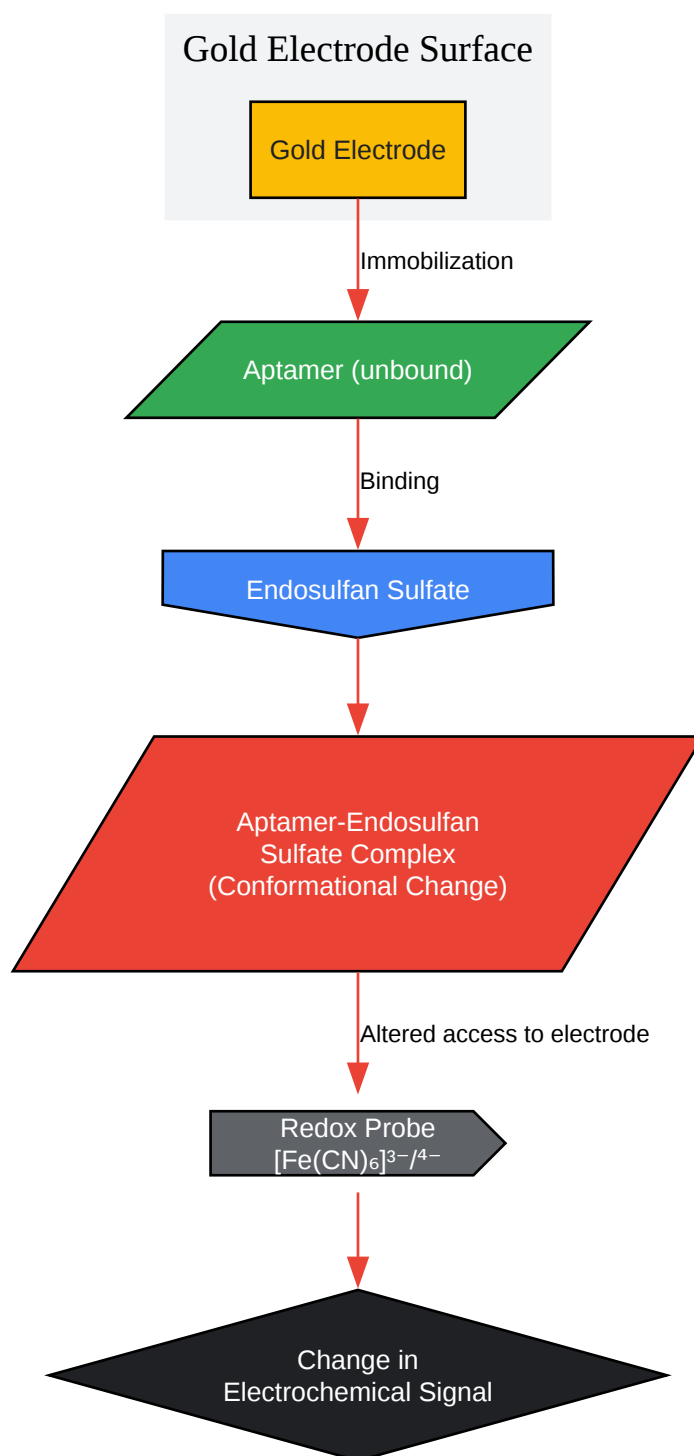 Gold Electrode Surface
Gold Electrode
Immobilization
Aptamer (unbound)
Binding
Endosulfan Sulfate
Aptamer-Endosulfan
Sulfate Complex
(Conformational Change)
Altered access to electrode
Redox Probe
[Fe(CN)₆]³⁻/⁴⁻
Change in
Electrochemical Signal